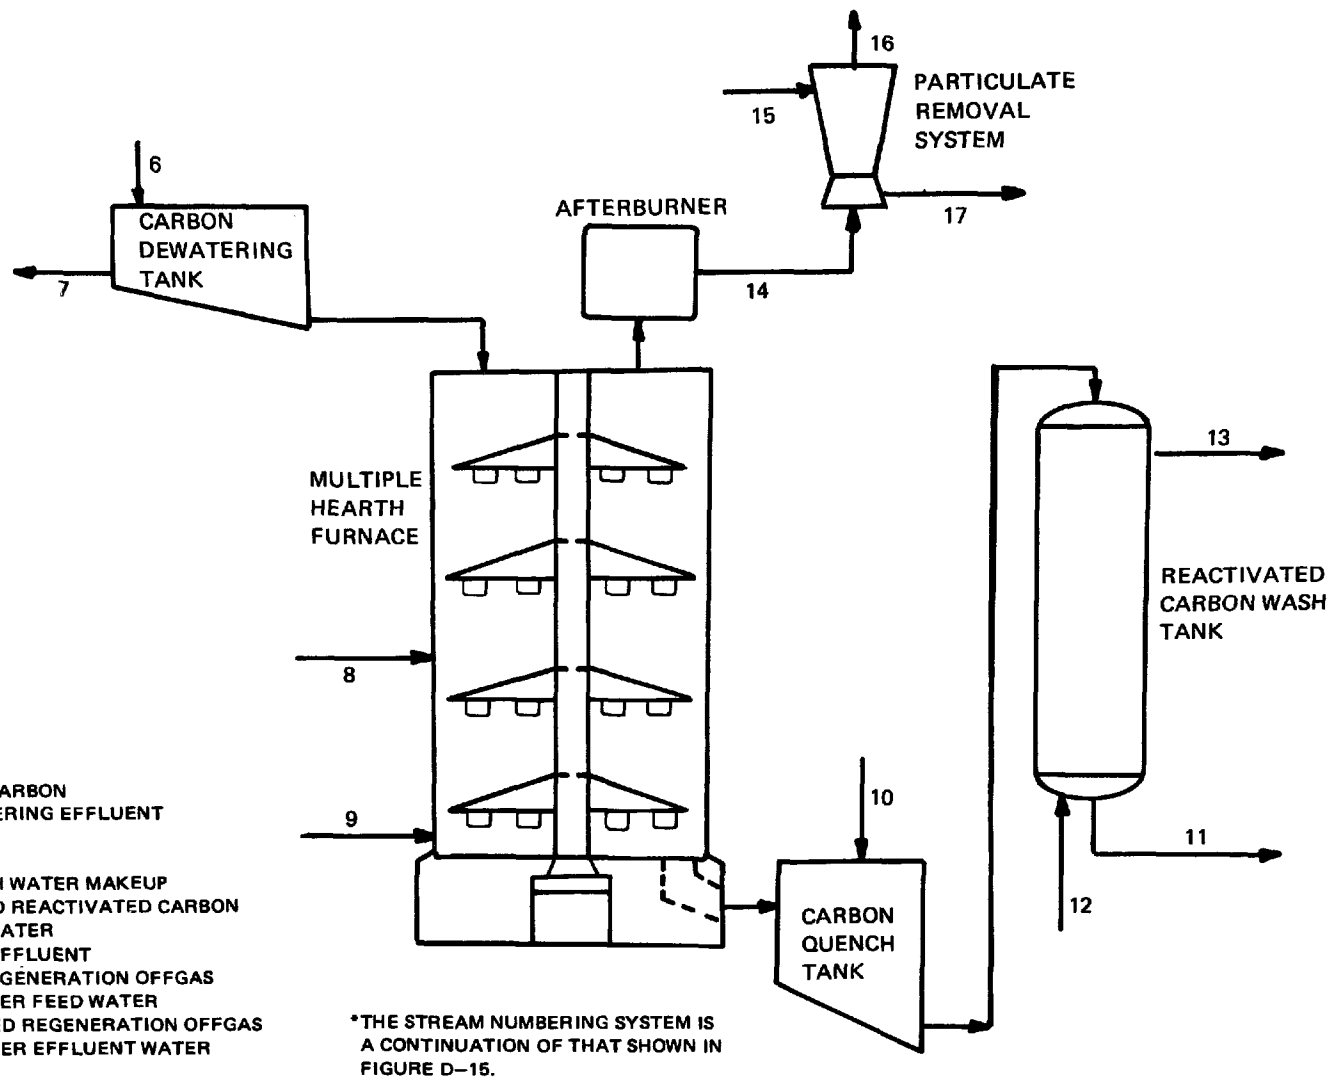 16
PARTICULATE
REMOVAL
SYSTEM
15
17
6
CARBON
DEWATERING
TANK
7
AFTERBURNER
14
MULTIPLE
HEARTH
FURNACE
8
9
13
REACTIVATED
CARBON WASH
TANK
10
11
12
CARBON
QUENCH
TANK
ARBON
ERING EFFLUENT
H WATER MAKEUP
D REACTIVATED CARBON
ATER
FFLUENT
GENERATION OFFGAS
ER FEED WATER
ED REGENERATION OFFGAS
ER EFFLUENT WATER
*THE STREAM NUMBERING SYSTEM IS
A CONTINUATION OF THAT SHOWN IN
FIGURE D–15.